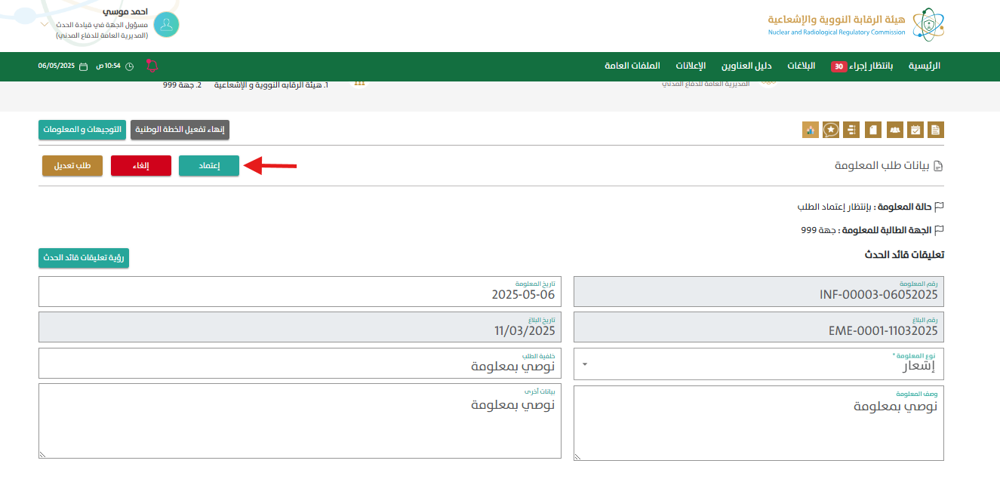 هيئة الرقابة النووية والإشعاعية
Nuclear and Radiological Regulatory Commission
احمد موسي
مسؤول الجهة في قيادة الحدث
(المديرية العامة للدفاع المدني)
الرئيسية بانتظار إجراء 30 البلاغات دليل العناوين الإعلانات الملفات العامة
10:54 ص 06/05/2025
المديرية العامة للدفاع المدني
1. هيئة الرقابه النووية و الإشعاعية 2. جهة 999
إنهاء تفعيل الخطة الوطنية التوجيهات و المعلومات
بيانات طلب المعلومة
إعتماد إلغاء طلب تعديل
حالة المعلومة : بإنتظار إعتماد الطلب
الجهة الطالبة للمعلومة : جهة 999
تعليقات قائد الحدث
رؤية تعليقات قائد الحدث
رقم المعلومة
INF-00003-06052025
تاريخ المعلومة
2025-05-06
رقم البلاغ
EME-0001-11032025
تاريخ البلاغ
11/03/2025
نوع المعلومة *
إشعار
خلفية الطلب
نوصي بمعلومة
وصف المعلومة
نوصي بمعلومة
بيانات أخرى
نوصي بمعلومة